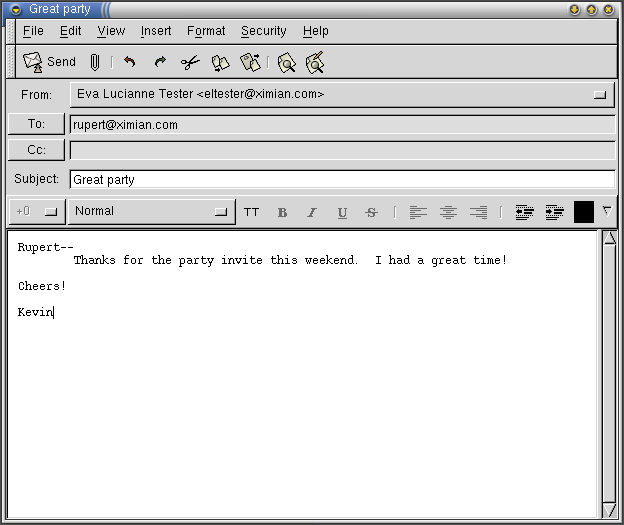 Great party
File Edit View Insert Format Security Help
Send
From: Eva Lucianne Tester <eltester@ximian.com>
To: rupert@ximian.com
Cc:
Subject: Great party
+0 Normal TT B I U S
Rupert--
Thanks for the party invite this weekend.  I had a great time!
Cheers!
Kevin